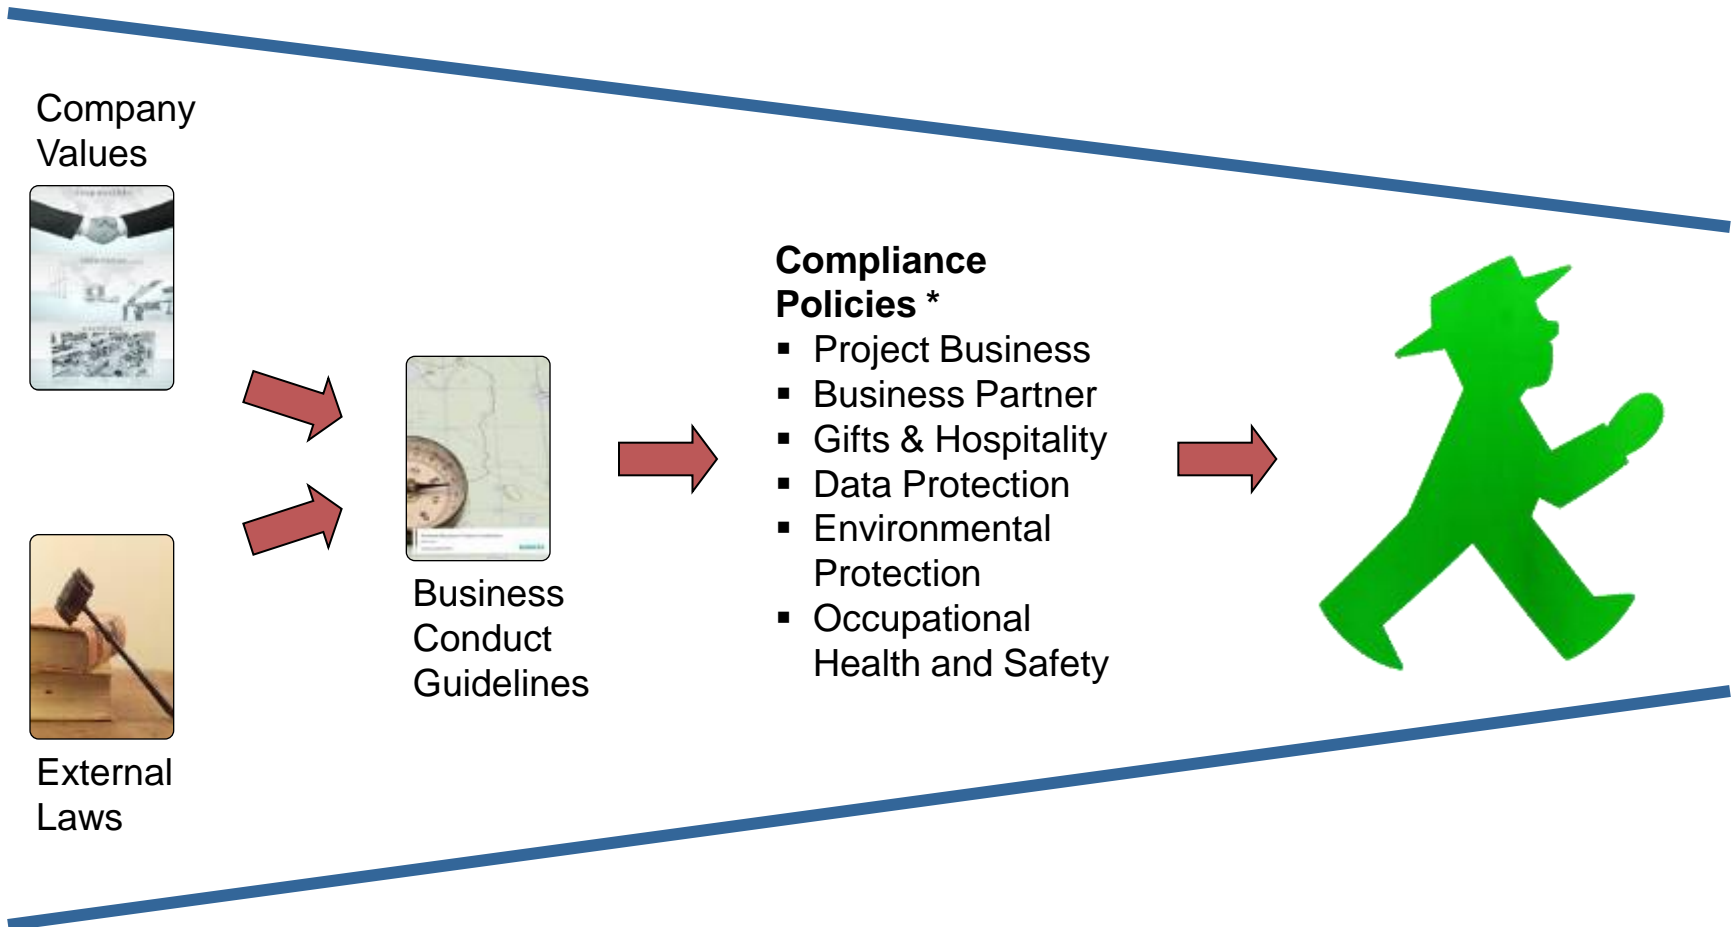 Company
Values
External
Laws
Business
Conduct
Guidelines
Compliance
Policies *
▪ Project Business
▪ Business Partner
▪ Gifts & Hospitality
▪ Data Protection
▪ Environmental
Protection
▪ Occupational
Health and Safety